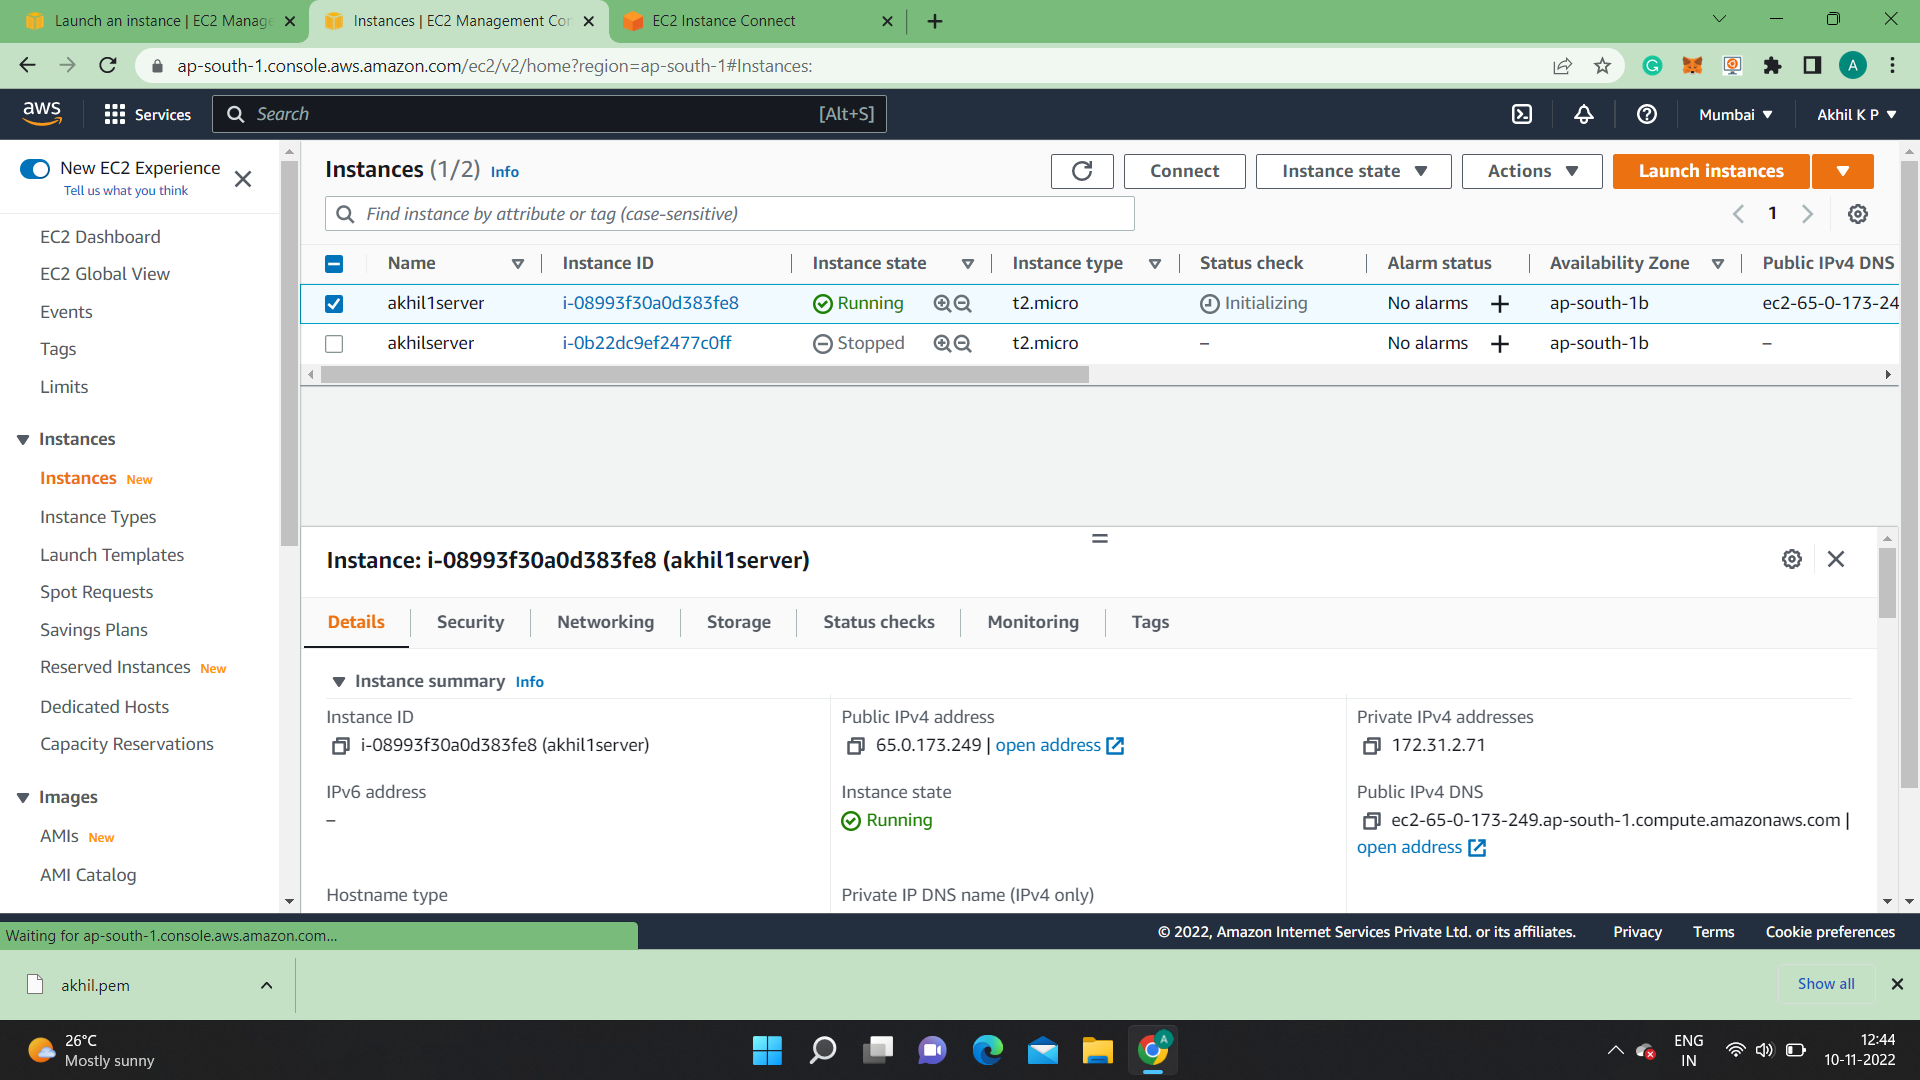 Launch an instance | EC2 Manage
Instances | EC2 Management Con
EC2 Instance Connect
ap-south-1.console.aws.amazon.com/ec2/v2/home?region=ap-south-1#Instances:
A
aws
Services
Search
[Alt+S]
Mumbai
Akhil K P
New EC2 Experience
Tell us what you think
EC2 Dashboard
EC2 Global View
Events
Tags
Limits
Instances
Instances New
Instance Types
Launch Templates
Spot Requests
Savings Plans
Reserved Instances New
Dedicated Hosts
Capacity Reservations
Images
AMIs New
AMI Catalog
Instances (1/2) Info
Connect
Instance state
Actions
Launch instances
Find instance by attribute or tag (case-sensitive)
1
Name Instance ID Instance state Instance type Status check Alarm status Availability Zone Public IPv4 DNS
akhil1server i-08993f30a0d383fe8 Running t2.micro Initializing No alarms + ap-south-1b ec2-65-0-173-24
akhilserver i-0b22dc9ef2477c0ff Stopped t2.micro – No alarms + ap-south-1b –
Instance: i-08993f30a0d383fe8 (akhil1server)
Details Security Networking Storage Status checks Monitoring Tags
Instance summary Info
Instance ID
i-08993f30a0d383fe8 (akhil1server)
Public IPv4 address
65.0.173.249 | open address
Private IPv4 addresses
172.31.2.71
IPv6 address
–
Instance state
Running
Public IPv4 DNS
ec2-65-0-173-249.ap-south-1.compute.amazonaws.com |
open address
Hostname type
Private IP DNS name (IPv4 only)
Waiting for ap-south-1.console.aws.amazon.com...
© 2022, Amazon Internet Services Private Ltd. or its affiliates.
Privacy
Terms
Cookie preferences
akhil.pem
Show all
26°C
Mostly sunny
A
ENG
IN
12:44
10-11-2022